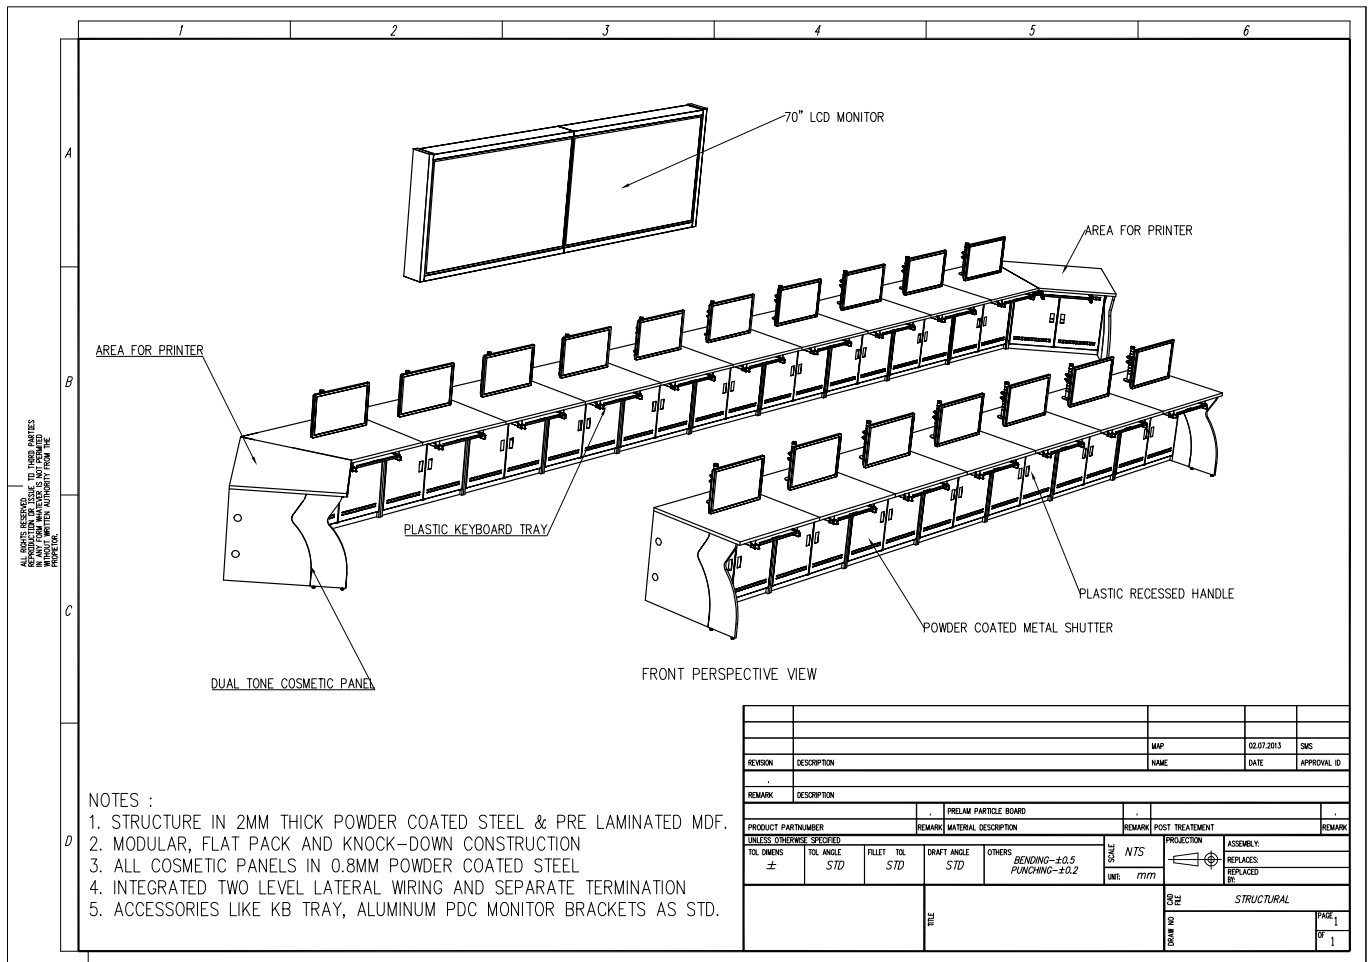 1 2 3 4 5 6
A
70" LCD MONITOR
AREA FOR PRINTER
AREA FOR PRINTER
B
PLASTIC KEYBOARD TRAY
PLASTIC RECESSED HANDLE
C
POWDER COATED METAL SHUTTER
DUAL TONE COSMETIC PANEL
FRONT PERSPECTIVE VIEW
ALL RIGHTS RESERVED
REPRODUCTION OR ISSUE TO THIRD PARTIES
IN ANY FORM WHATEVER IS NOT PERMITED
WITHOUT WRITTEN AUTHORITY FROM THE
PROPIETOR.
D
NOTES :
1. STRUCTURE IN 2MM THICK POWDER COATED STEEL & PRE LAMINATED MDF.
2. MODULAR, FLAT PACK AND KNOCK-DOWN CONSTRUCTION
3. ALL COSMETIC PANELS IN 0.8MM POWDER COATED STEEL
4. INTEGRATED TWO LEVEL LATERAL WIRING AND SEPARATE TERMINATION
5. ACCESSORIES LIKE KB TRAY, ALUMINUM PDC MONITOR BRACKETS AS STD.
MAP 02.07.2013 SMS
REVISION DESCRIPTION NAME DATE APPROVAL ID
REMARK DESCRIPTION
PRELAM PARTICLE BOARD
PRODUCT PARTNUMBER REMARK MATERIAL DESCRIPTION REMARK POST TREATEMENT REMARK
UNLESS OTHERWISE SPECIFIED
TOL DIMENS TOL ANGLE FILLET TOL DRAFT ANGLE OTHERS
± STD STD STD BENDING-±0.5
PUNCHING-±0.2
SCALE NTS
UNIT: mm
PROJECTION
ASSEMBLY:
REPLACES:
REPLACED
BY:
TITLE
CAD
FILE
STRUCTURAL
DRAW NO
PAGE 1
OF 1